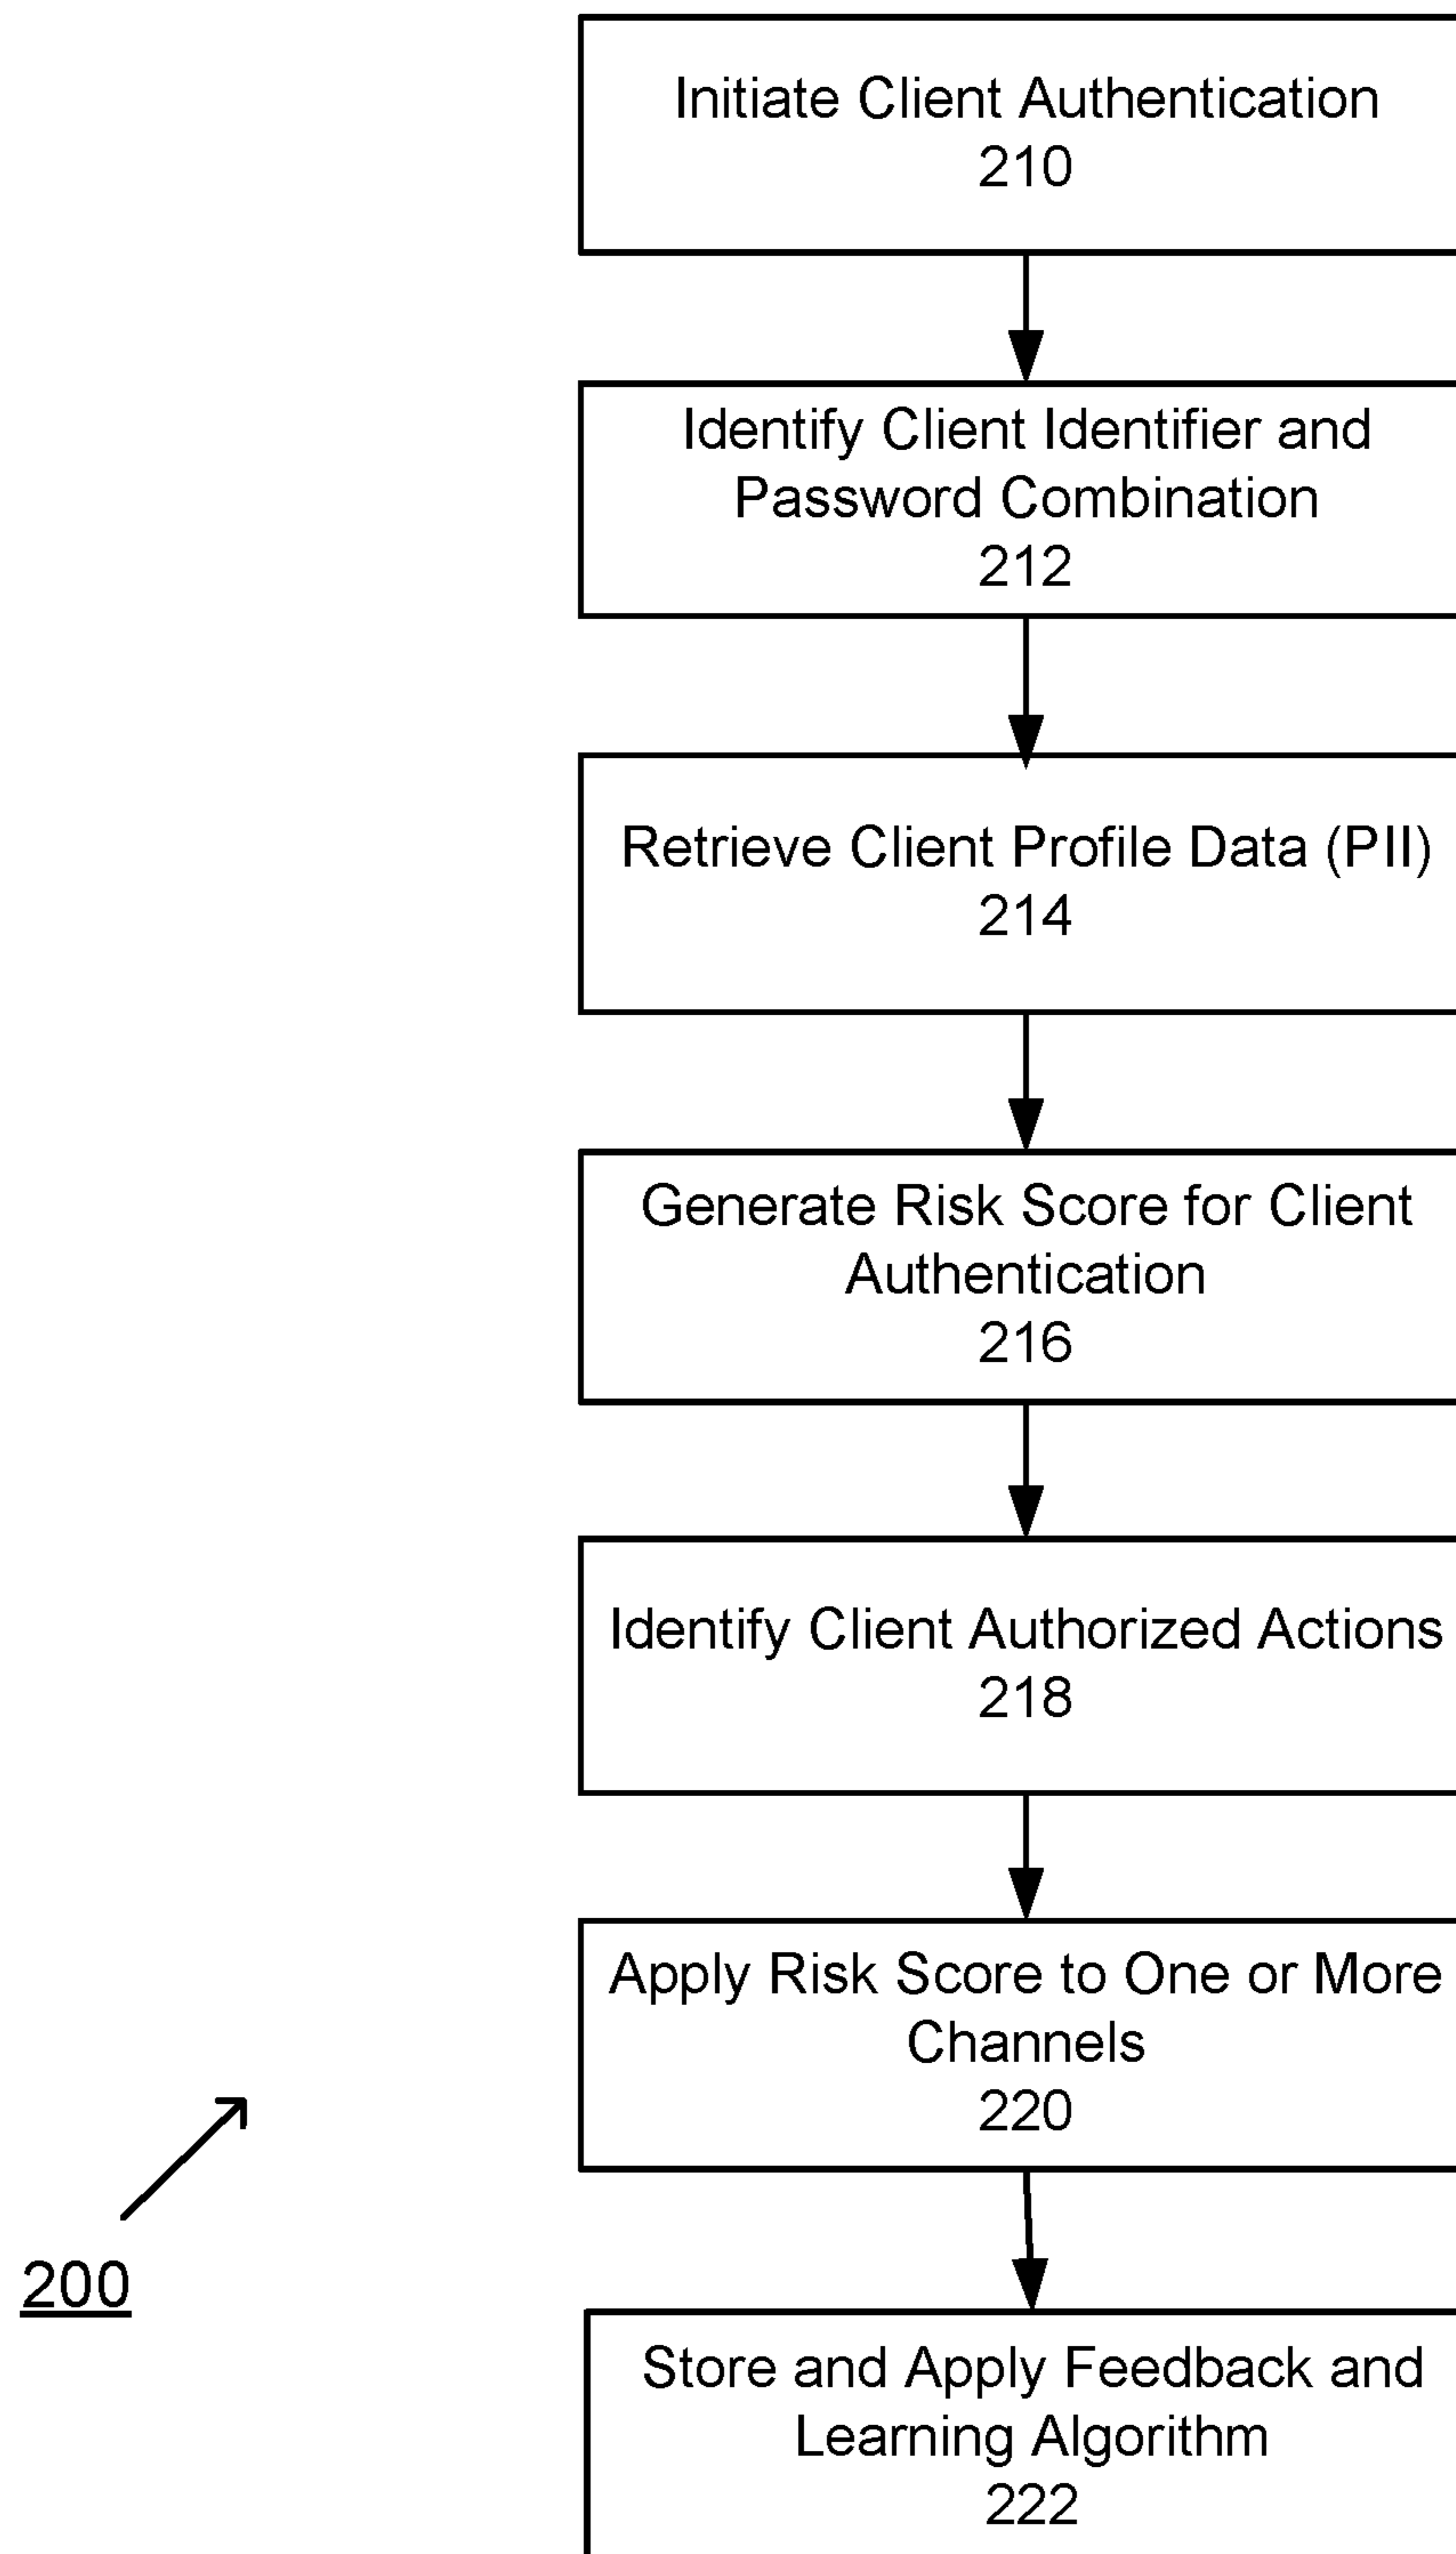 Initiate Client Authentication
210
Identify Client Identifier and
Password Combination
212
Retrieve Client Profile Data (PII)
214
Generate Risk Score for Client
Authentication
216
Identify Client Authorized Actions
218
Apply Risk Score to One or More
Channels
220
200
Store and Apply Feedback and
Learning Algorithm
222